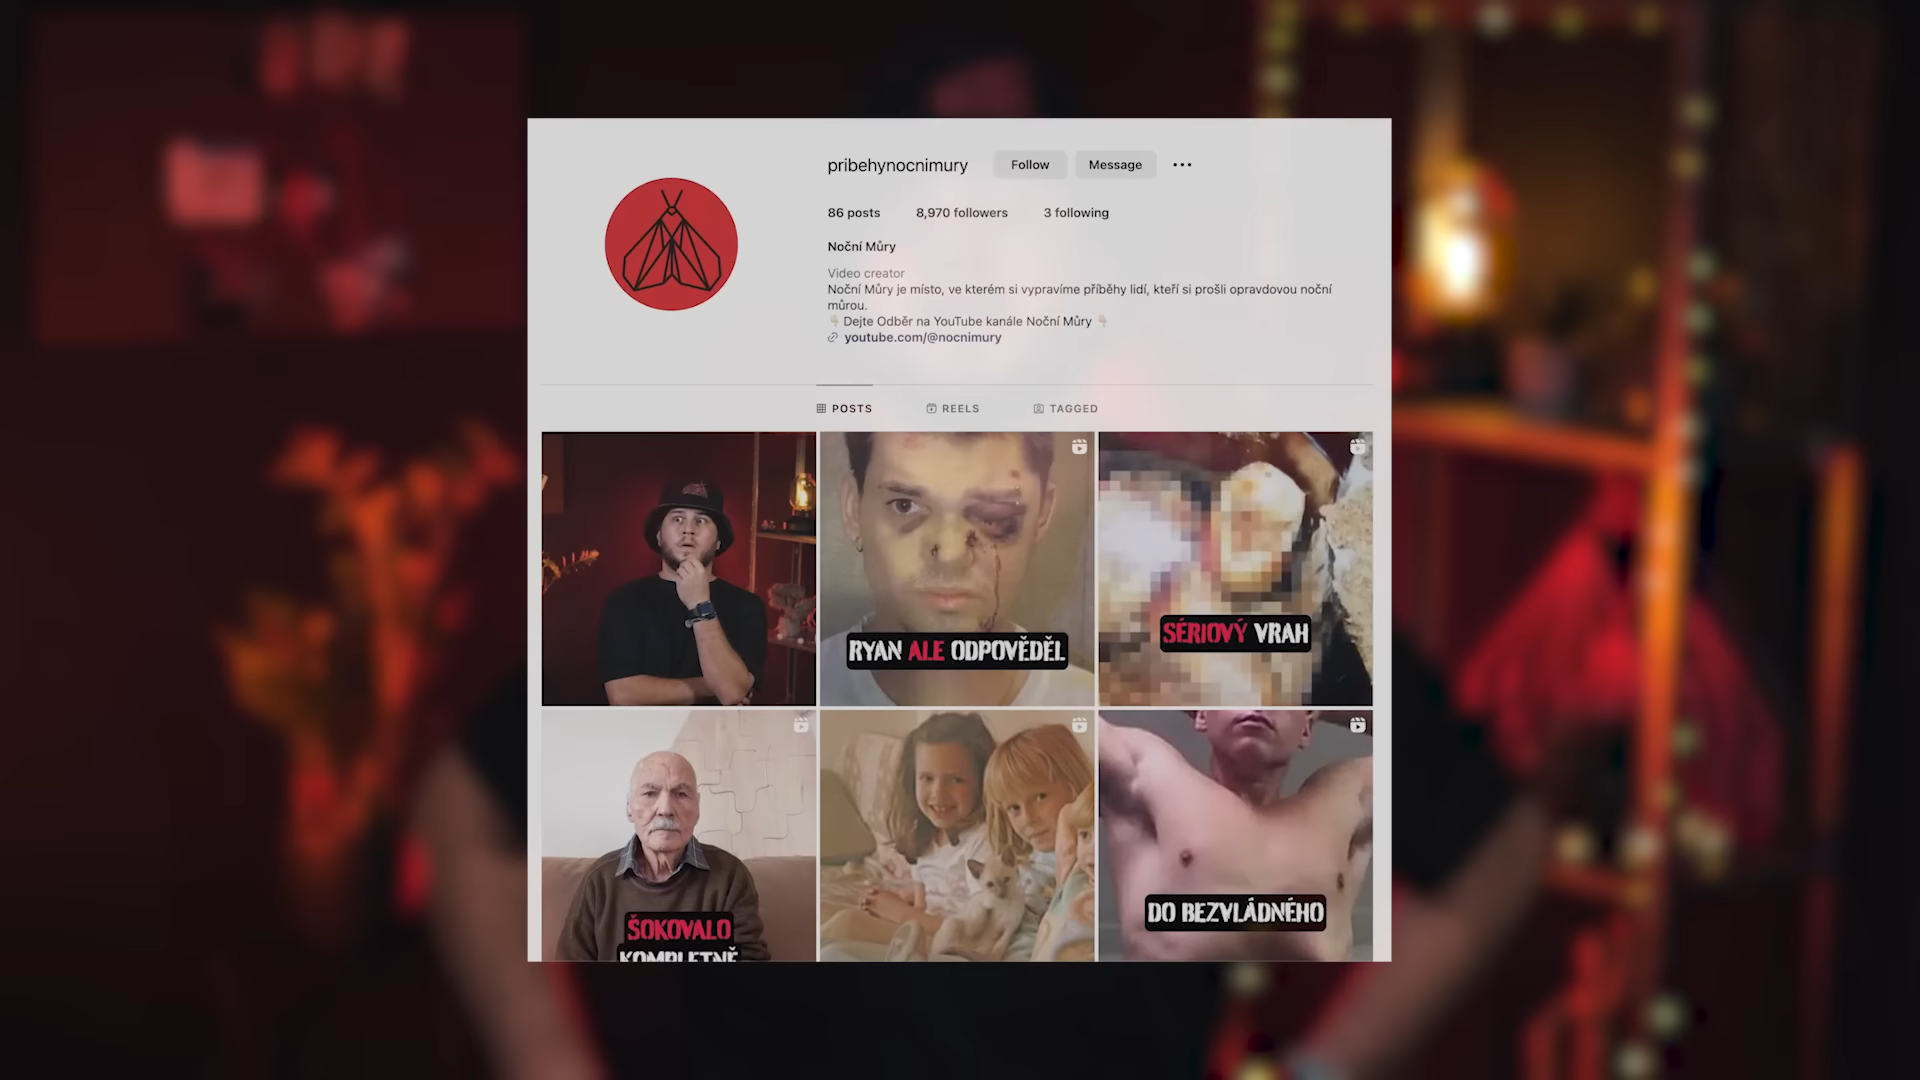 pribehynocnimury
Follow
Message
86 posts
8,970 followers
3 following
Noční Můry
Video creator
Noční Můry je místo, ve kterém si vyprávíme příběhy lidí, kteří si prošli opravdovou noční
můrou.
Dejte Odběr na YouTube kanále Noční Můry
youtube.com/@nocnimury
POSTS
REELS
TAGGED
RYAN ALE ODPOVĚDĚL
SÉRIOVÝ VRAH
ŠOKOVALO
KOMPLETNĚ
DO BEZVLÁDNÉHO